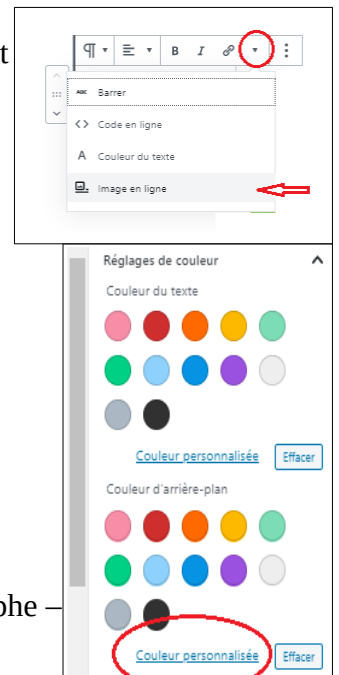 t
B I
ABC Barrer
<> Code en ligne
A Couleur du texte
Image en ligne
Réglages de couleur
Couleur du texte
Couleur personnalisée Effacer
Couleur d'arrière-plan
phe –
Couleur personnalisée Effacer